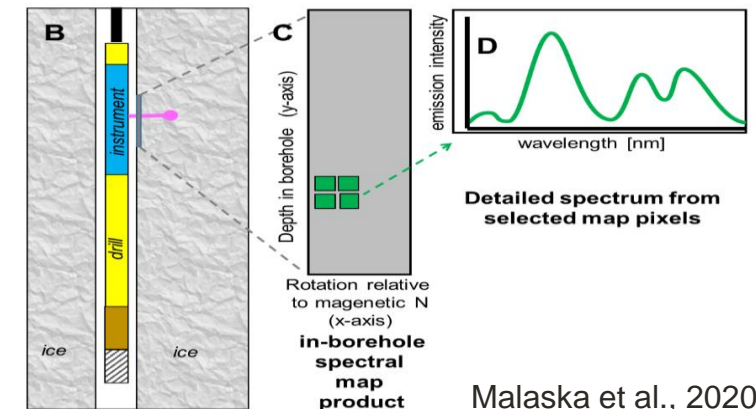 B
instrument
drill
ice
ice
C
Depth in borehole (y-axis)
Rotation relative
to magenetic N
(x-axis)
in-borehole
spectral
map
product
D
emission intensity
wavelength [nm]
Detailed spectrum from
selected map pixels
Malaska et al., 2020